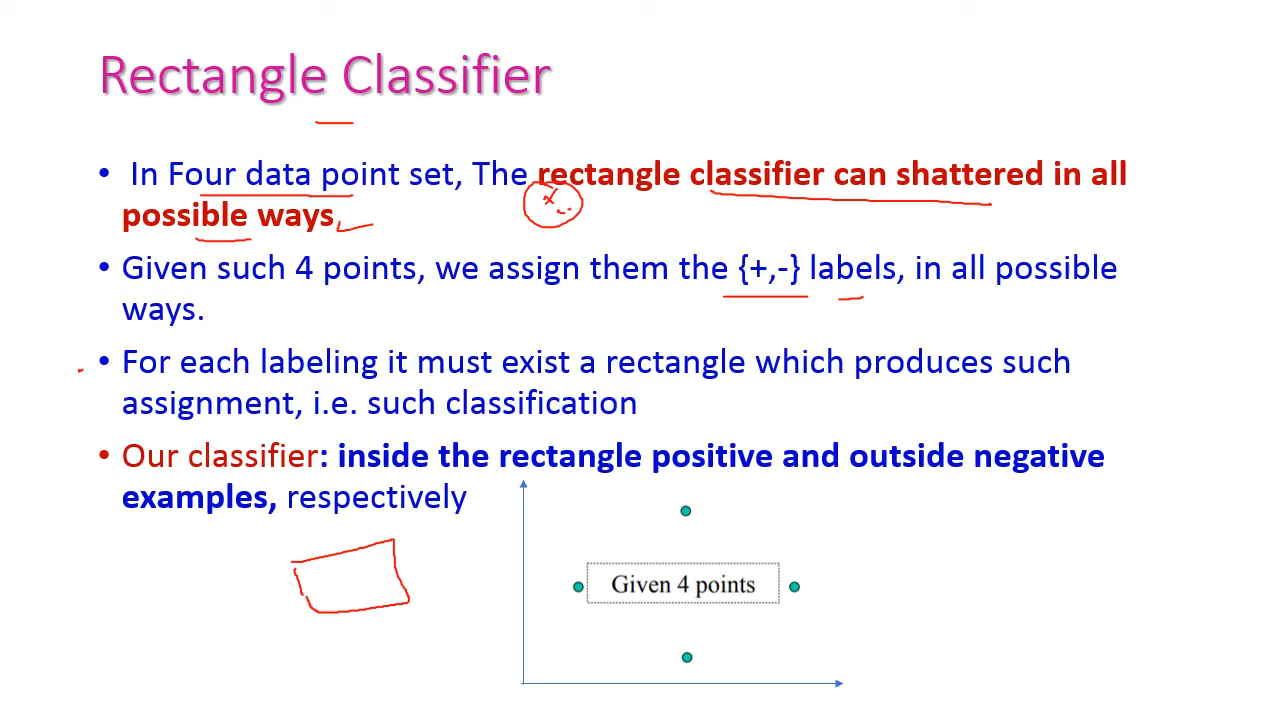 Rectangle Classifier
• In Four data point set, The rectangle classifier can shattered in all
possible ways
• Given such 4 points, we assign them the {+,-} labels, in all possible
ways.
• For each labeling it must exist a rectangle which produces such
assignment, i.e. such classification
• Our classifier: inside the rectangle positive and outside negative
examples, respectively
Given 4 points